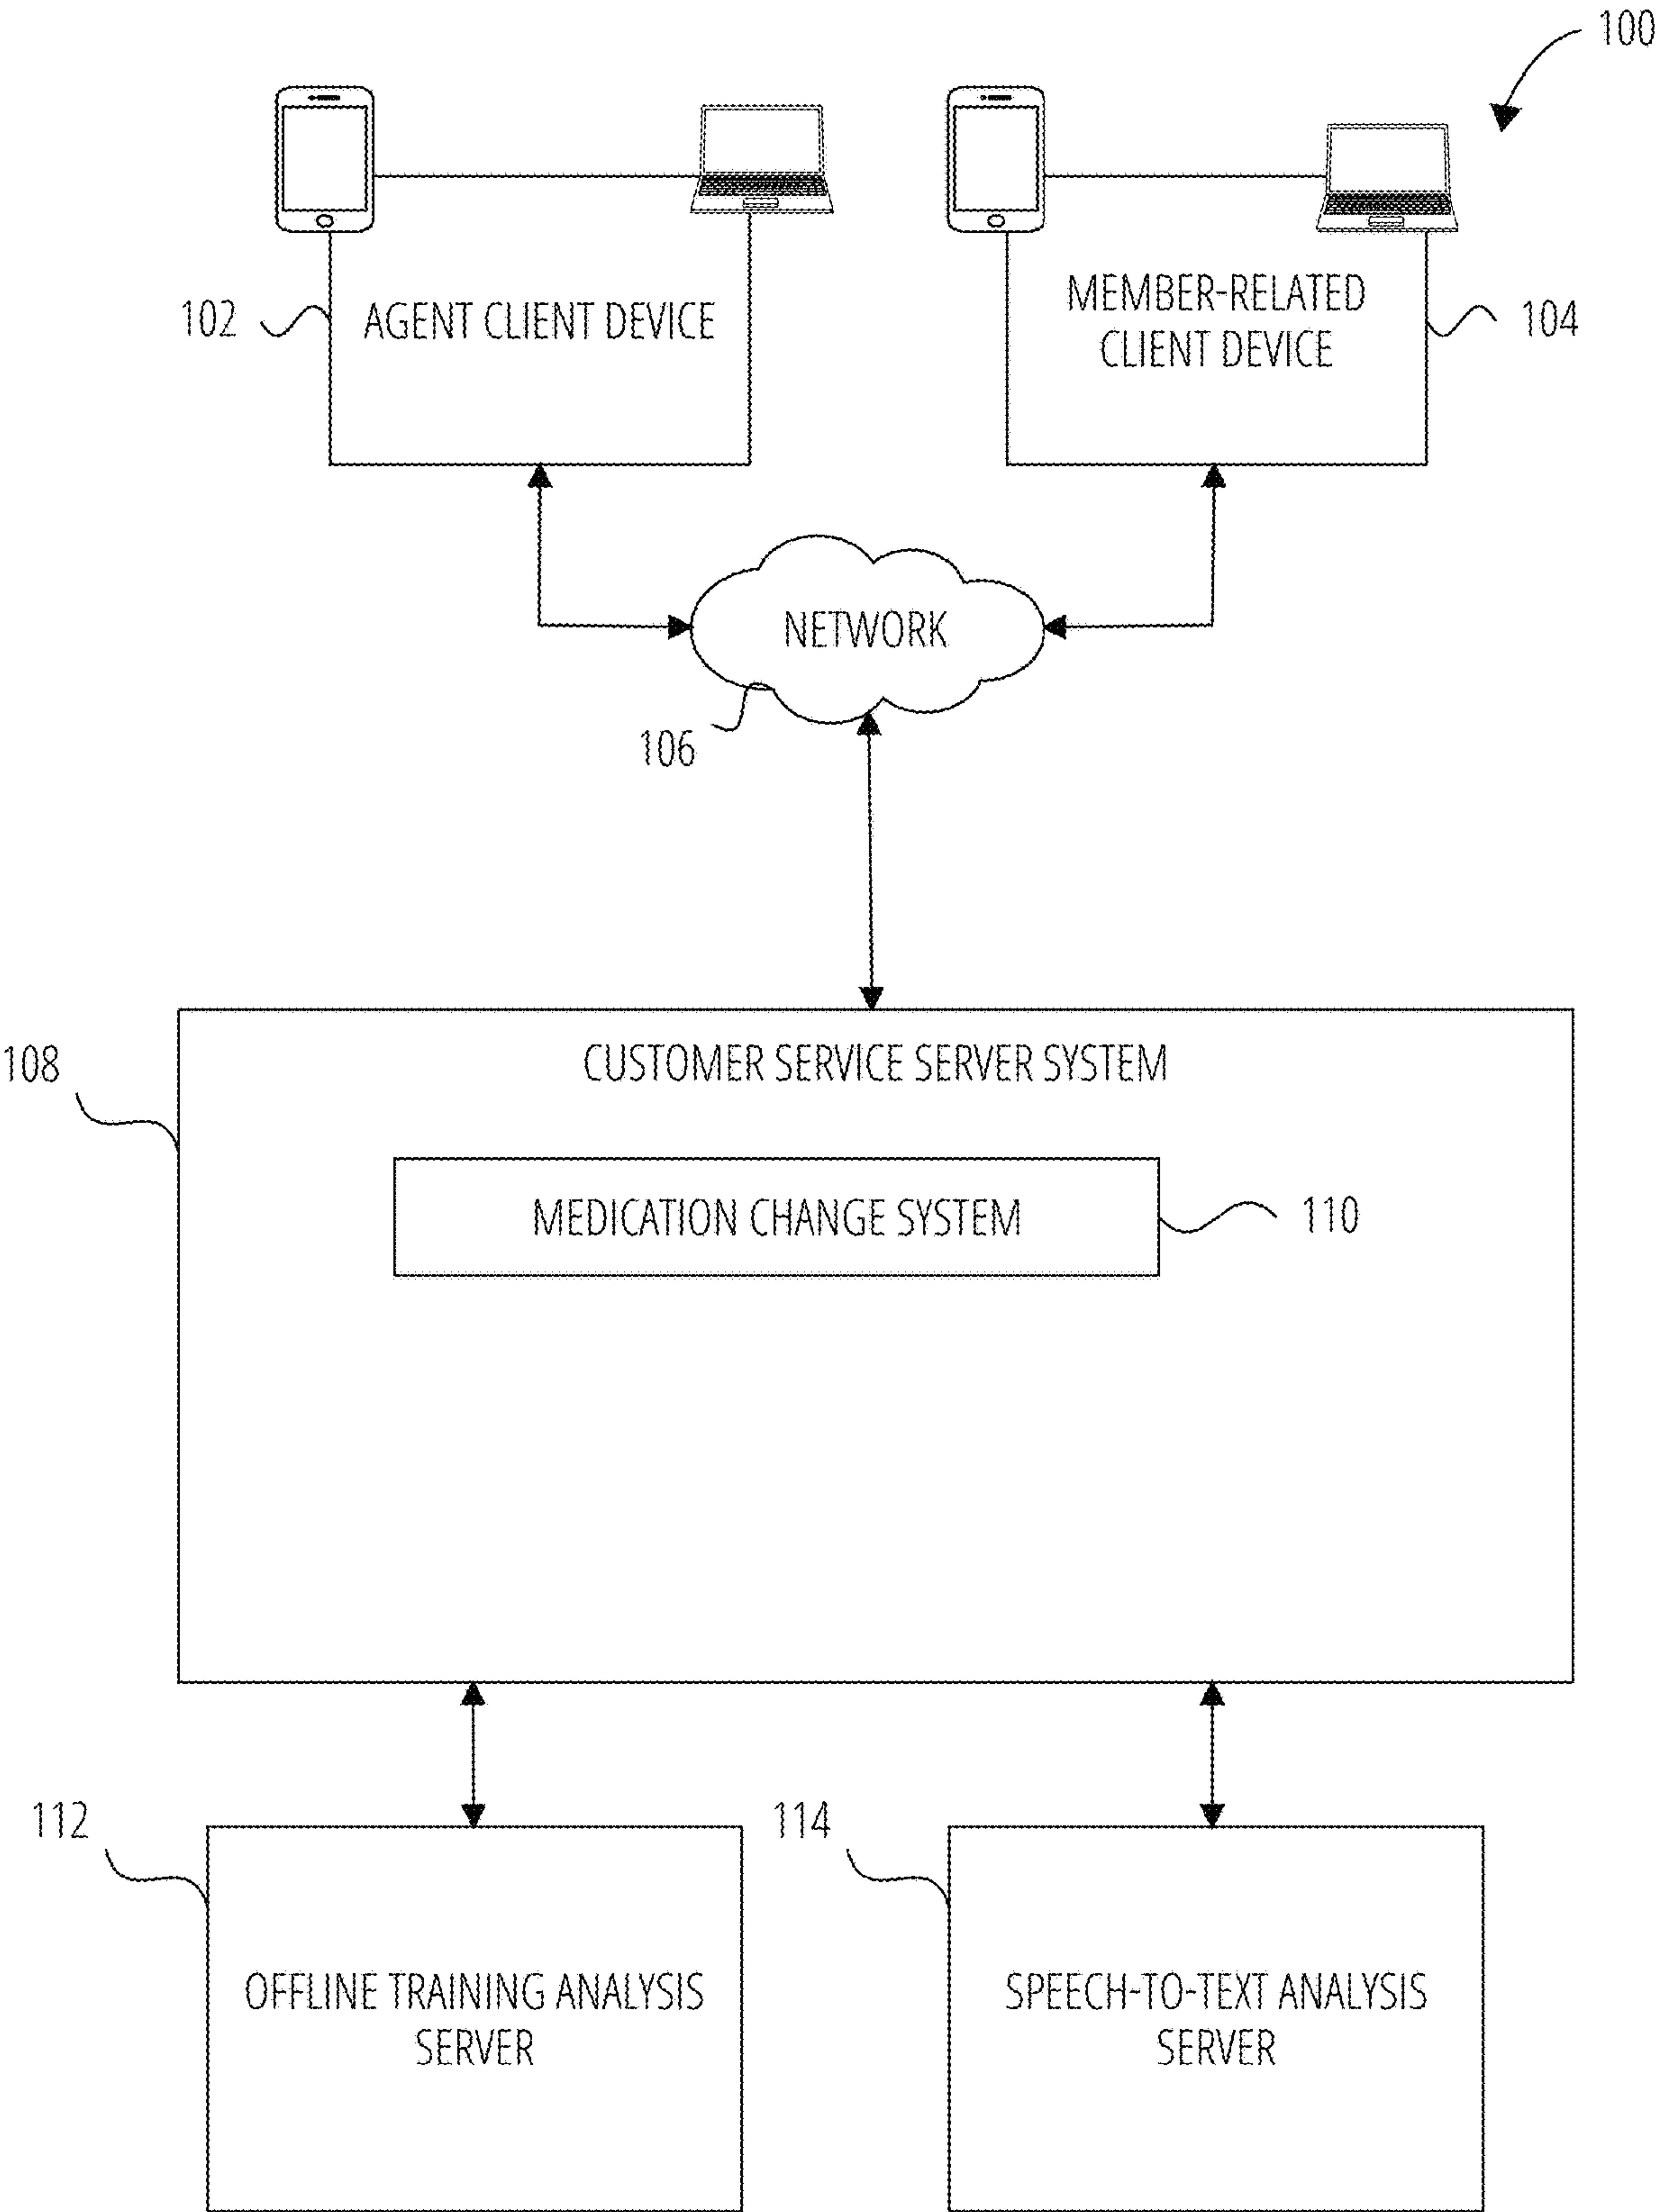 100
102
AGENT CLIENT DEVICE
MEMBER-RELATED
CLIENT DEVICE
104
NETWORK
106
108
CUSTOMER SERVICE SERVER SYSTEM
MEDICATION CHANGE SYSTEM
110
112
114
OFFLINE TRAINING ANALYSIS
SERVER
SPEECH-TO-TEXT ANALYSIS
SERVER